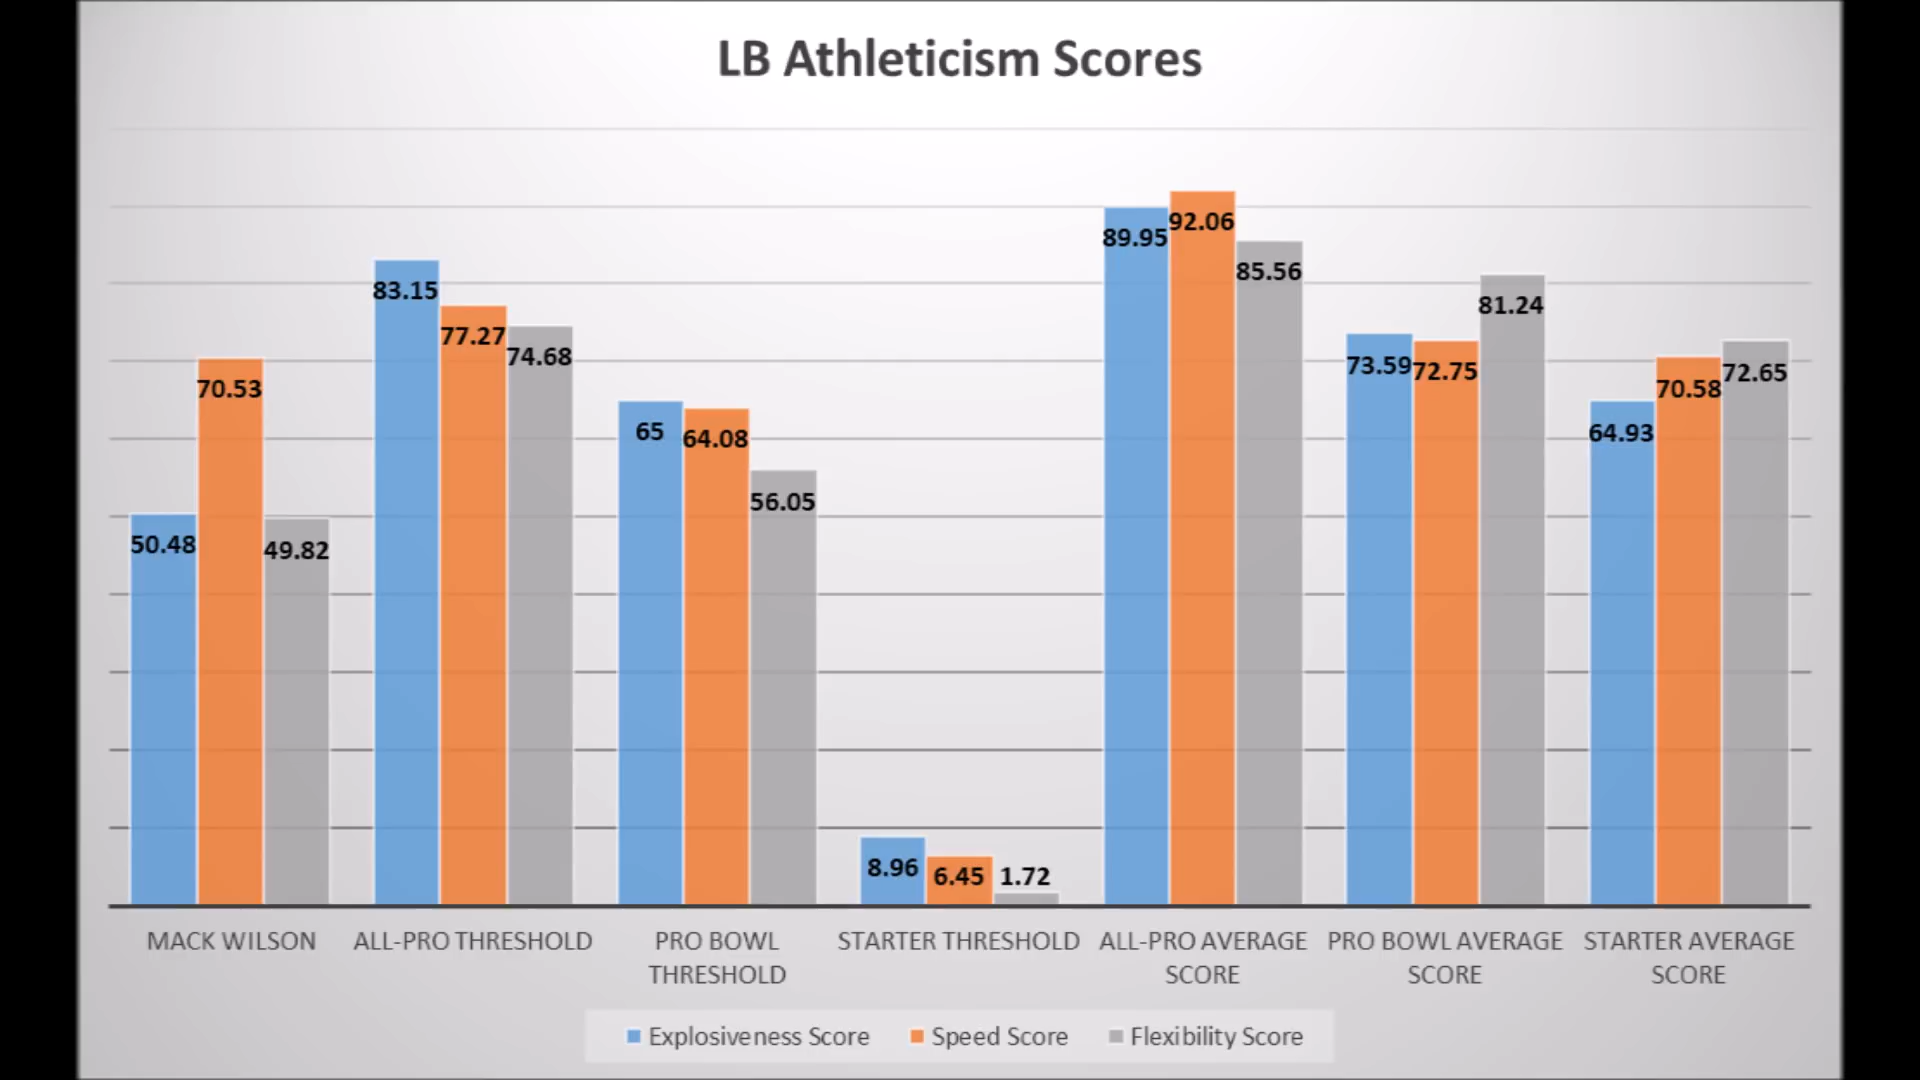 LB Athleticism Scores
50.48
70.53
49.82
83.15
77.27
74.68
65
64.08
56.05
8.96
6.45
1.72
89.95
92.06
85.56
73.59
72.75
81.24
64.93
70.58
72.65
MACK WILSON
ALL-PRO THRESHOLD
PRO BOWL
THRESHOLD
STARTER THRESHOLD
ALL-PRO AVERAGE
SCORE
PRO BOWL AVERAGE
SCORE
STARTER AVERAGE
SCORE
Explosiveness Score
Speed Score
Flexibility Score